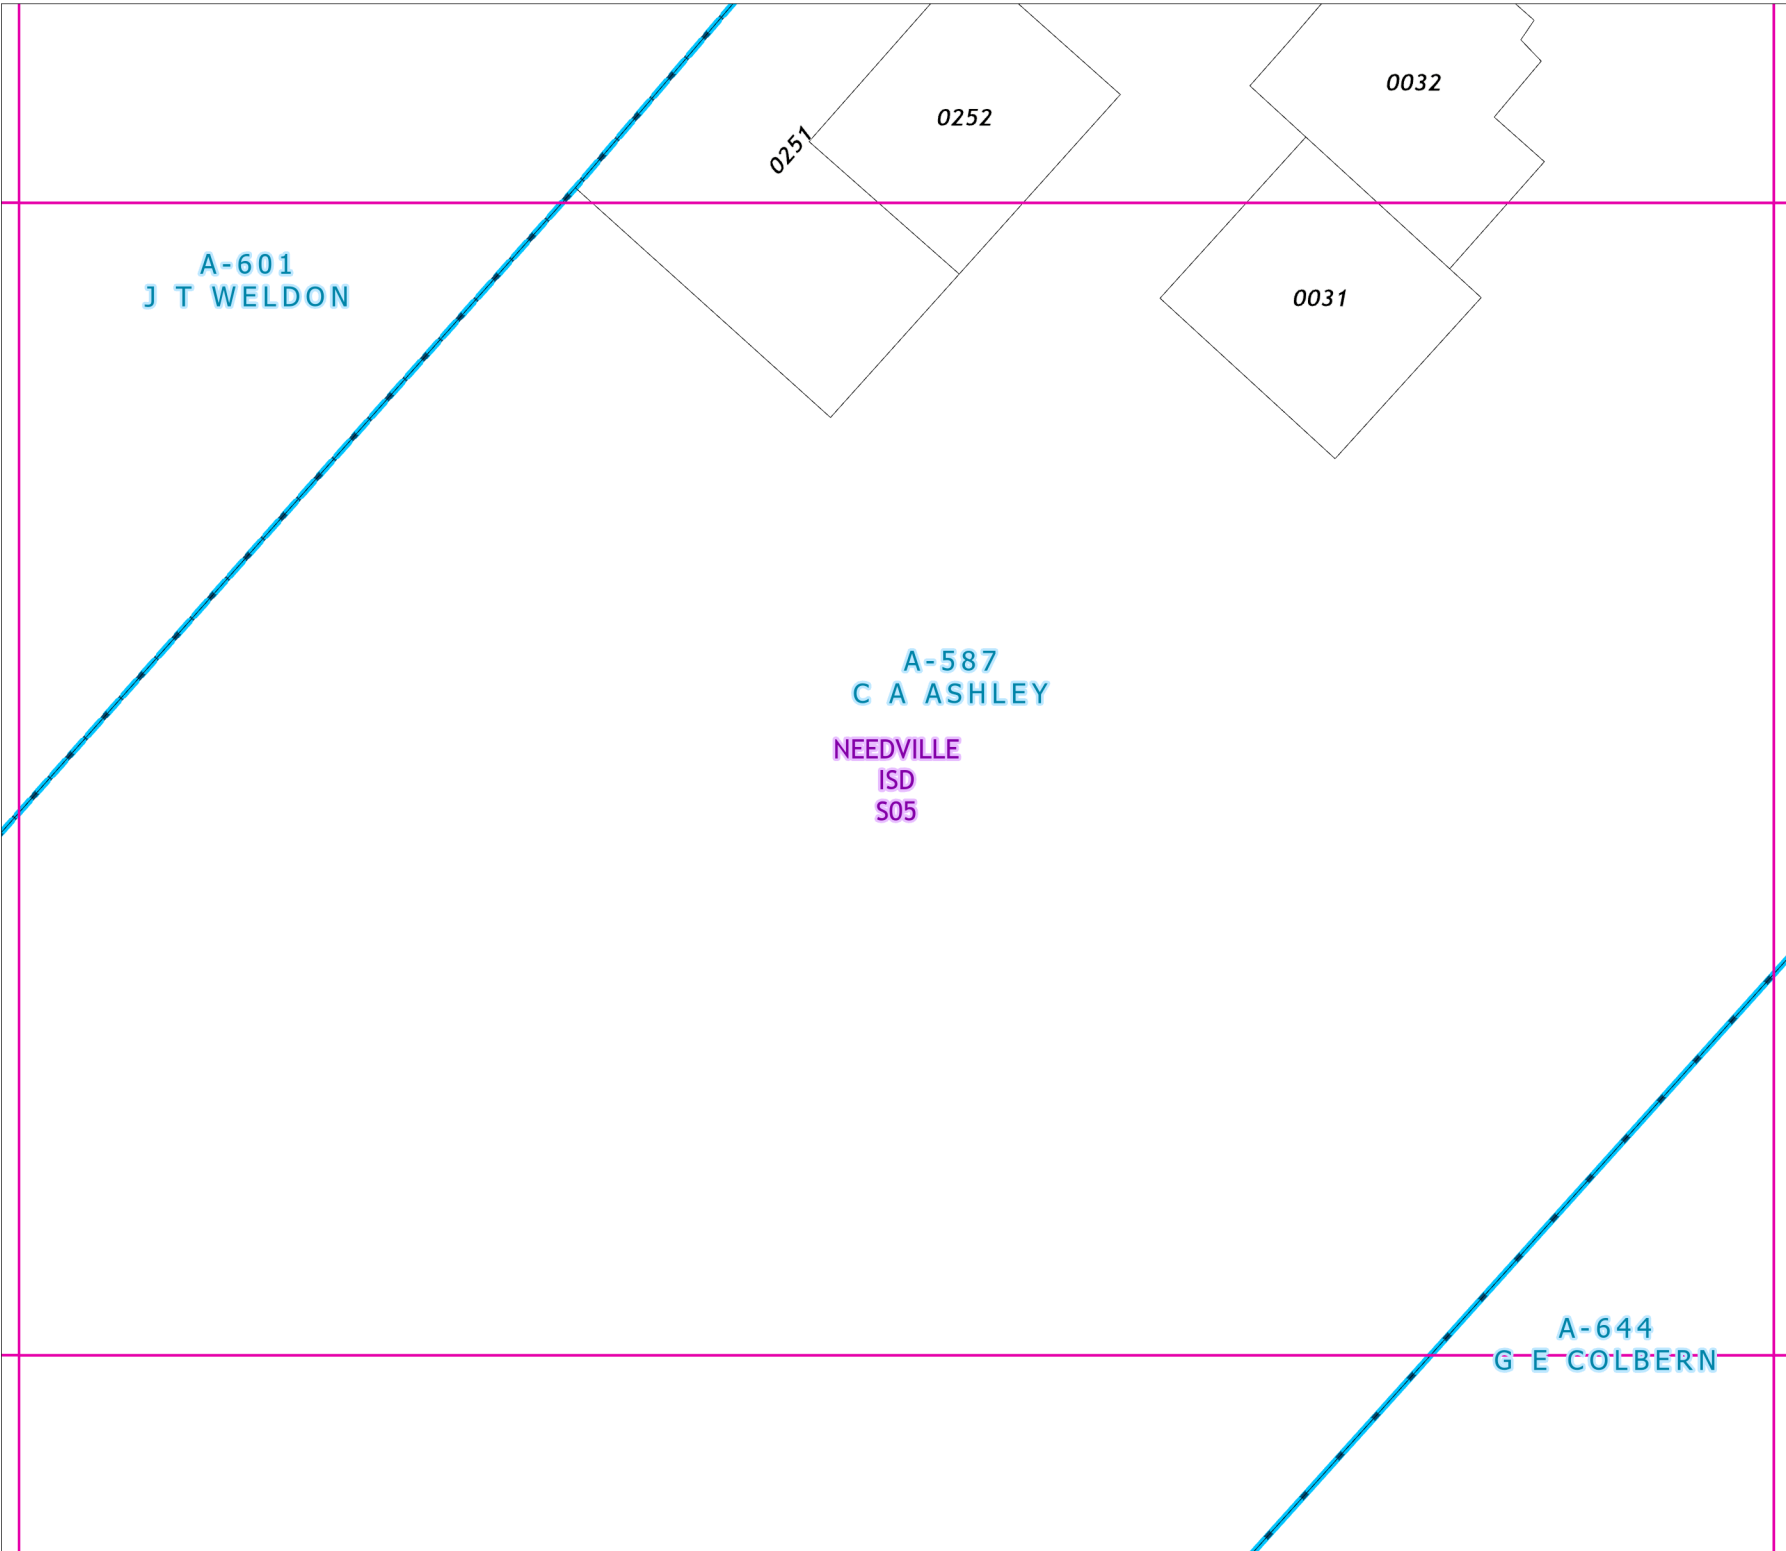 0032
0252
0251
A-601
J T WELDON
0031
A-587
C A ASHLEY
NEEDVILLE
ISD
S05
A-644
G E COLBERN